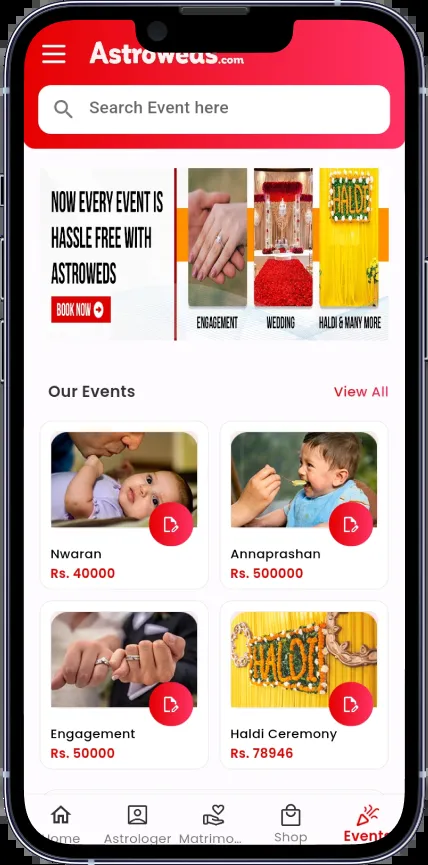 Astroweds.com
Search Event here
NOW EVERY EVENT IS
HASSLE FREE WITH
ASTROWEDS
BOOK NOW
ENGAGEMENT
WEDDING
HALDI & MANY MORE
HALDI
Our Events
View All
Nwaran
Rs. 40000
Annaprashan
Rs. 500000
HALDI
Engagement
Rs. 50000
Haldi Ceremony
Rs. 78946
Home
Astrologer
Matrimo...
Shop
Events